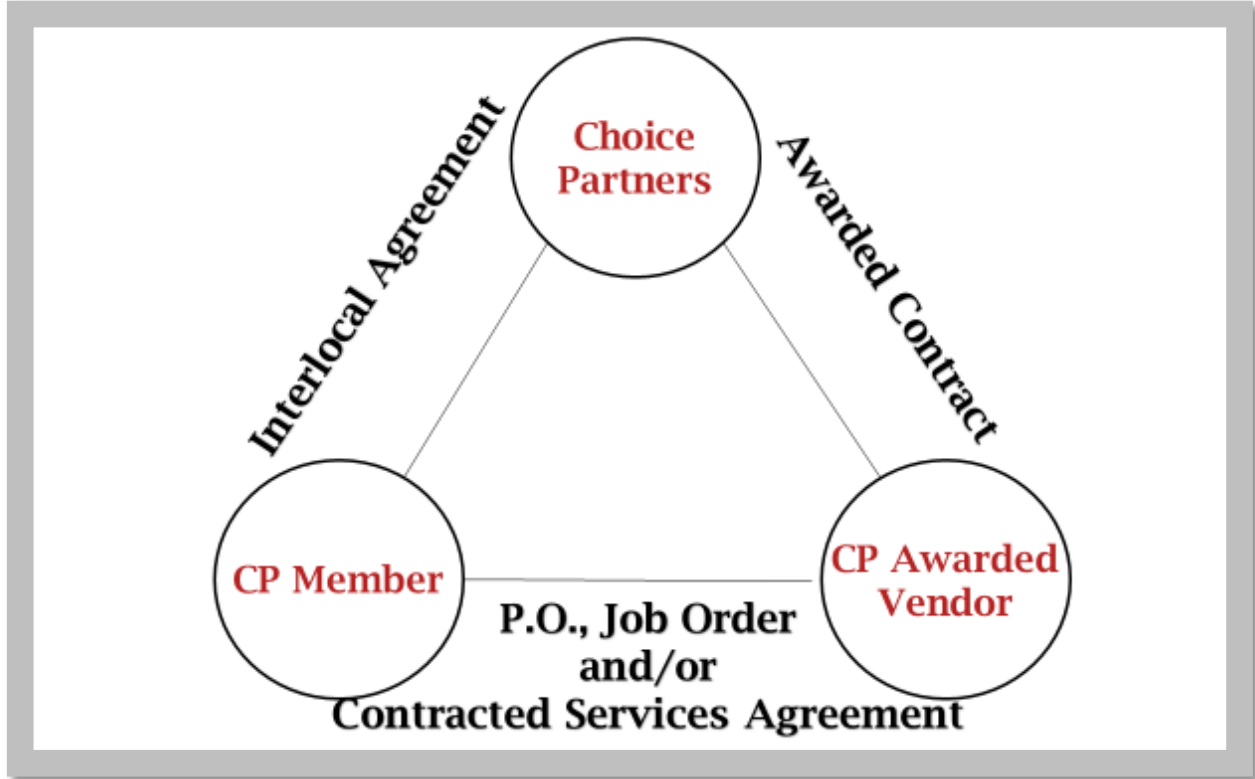 Choice
Partners
Interlocal Agreement
Awarded Contract
CP Member
CP Awarded
Vendor
P.O., Job Order
and/or
Contracted Services Agreement